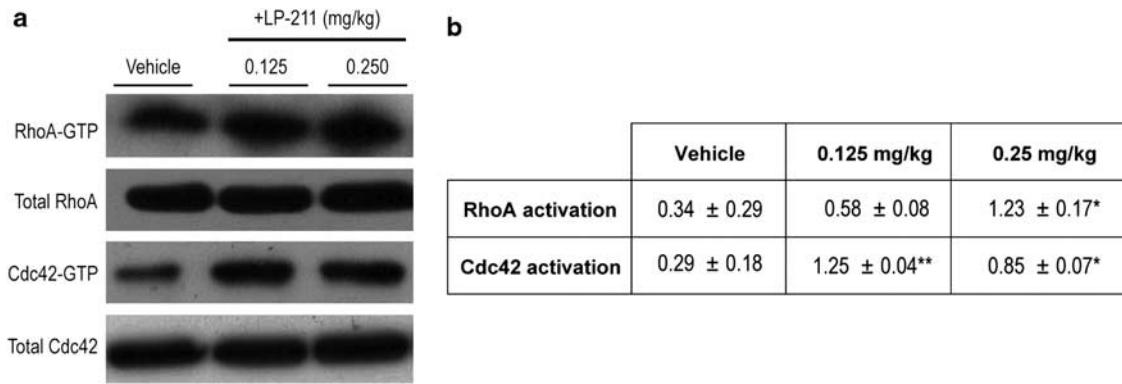 a
+LP-211 (mg/kg)
Vehicle 0.125 0.250
RhoA-GTP
Total RhoA
Cdc42-GTP
Total Cdc42
b
Vehicle 0.125 mg/kg 0.25 mg/kg
RhoA activation 0.34 ± 0.29 0.58 ± 0.08 1.23 ± 0.17*
Cdc42 activation 0.29 ± 0.18 1.25 ± 0.04** 0.85 ± 0.07*